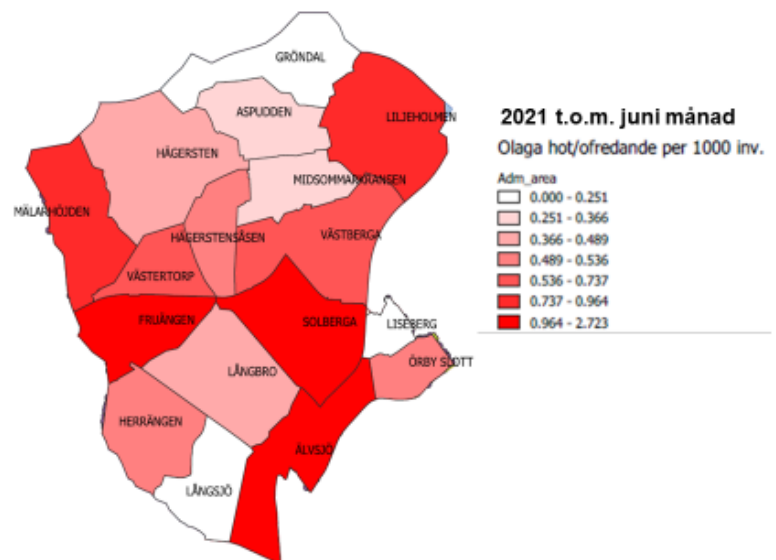 GRÖNDAL
ASPUDDEN
LILJEHOLMEN
HÄGERSTEN
MIDSOMMARKRANSEN
MÄLARHÖJDEN
HÄGERSTENSÅSEN
VÄSTBERGA
VÄSTERTORP
FRUÄNGEN
SOLBERGA
LISEBERG
LÅNGBRO
ÖRBY SLOTT
HERRÄNGEN
ÄLVSJÖ
LÅNGSJÖ
2021 t.o.m. juni månad
Olaga hot/ofredande per 1000 inv.
Adm_area
0.000 - 0.251
0.251 - 0.366
0.366 - 0.489
0.489 - 0.536
0.536 - 0.737
0.737 - 0.964
0.964 - 2.723